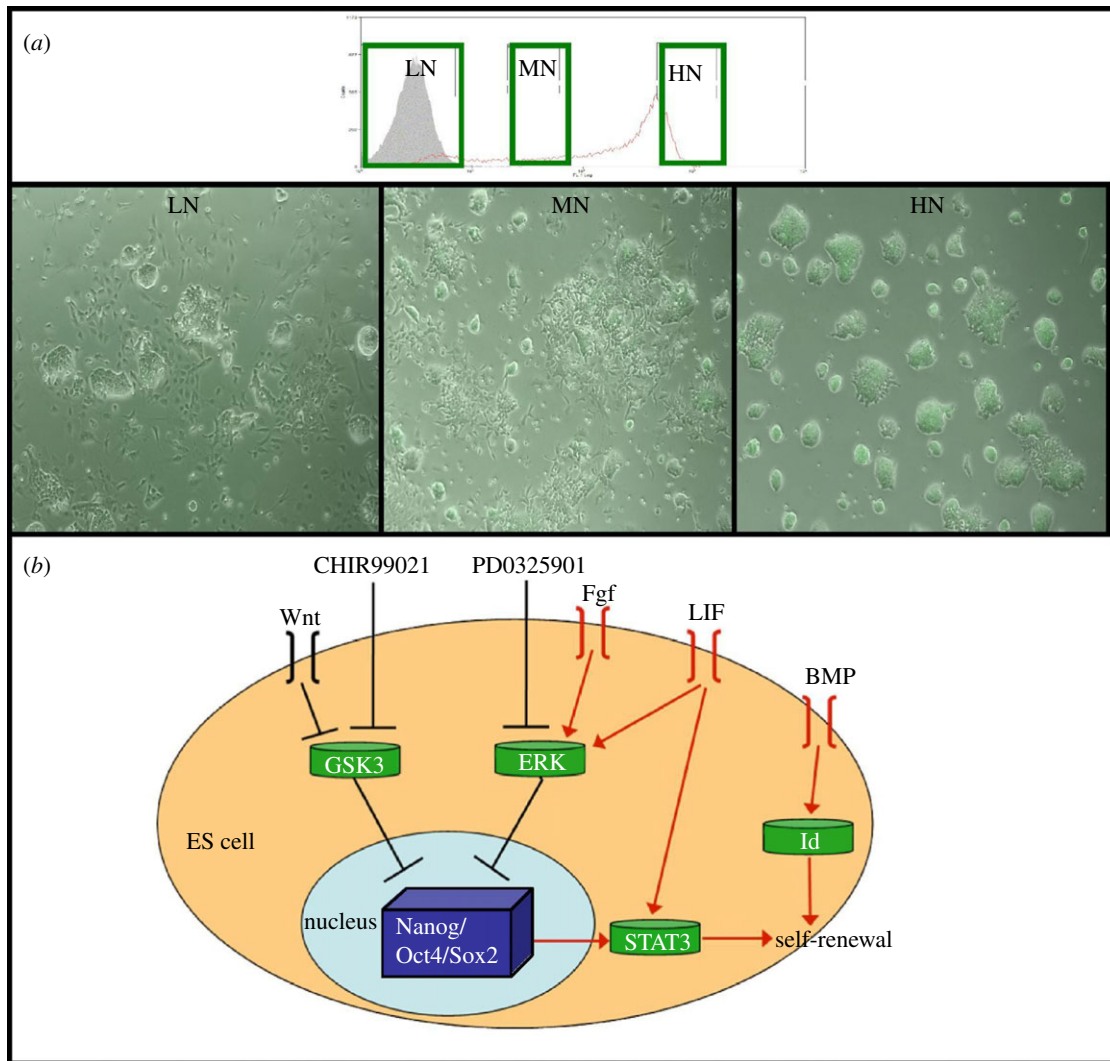 (a)
LN
MN
HN
LN
MN
HN
(b)
CHIR99021
PD0325901
Fgf
Wnt
LIF
BMP
GSK3
ERK
Id
ES cell
nucleus
Nanog/
Oct4/Sox2
STAT3
self-renewal